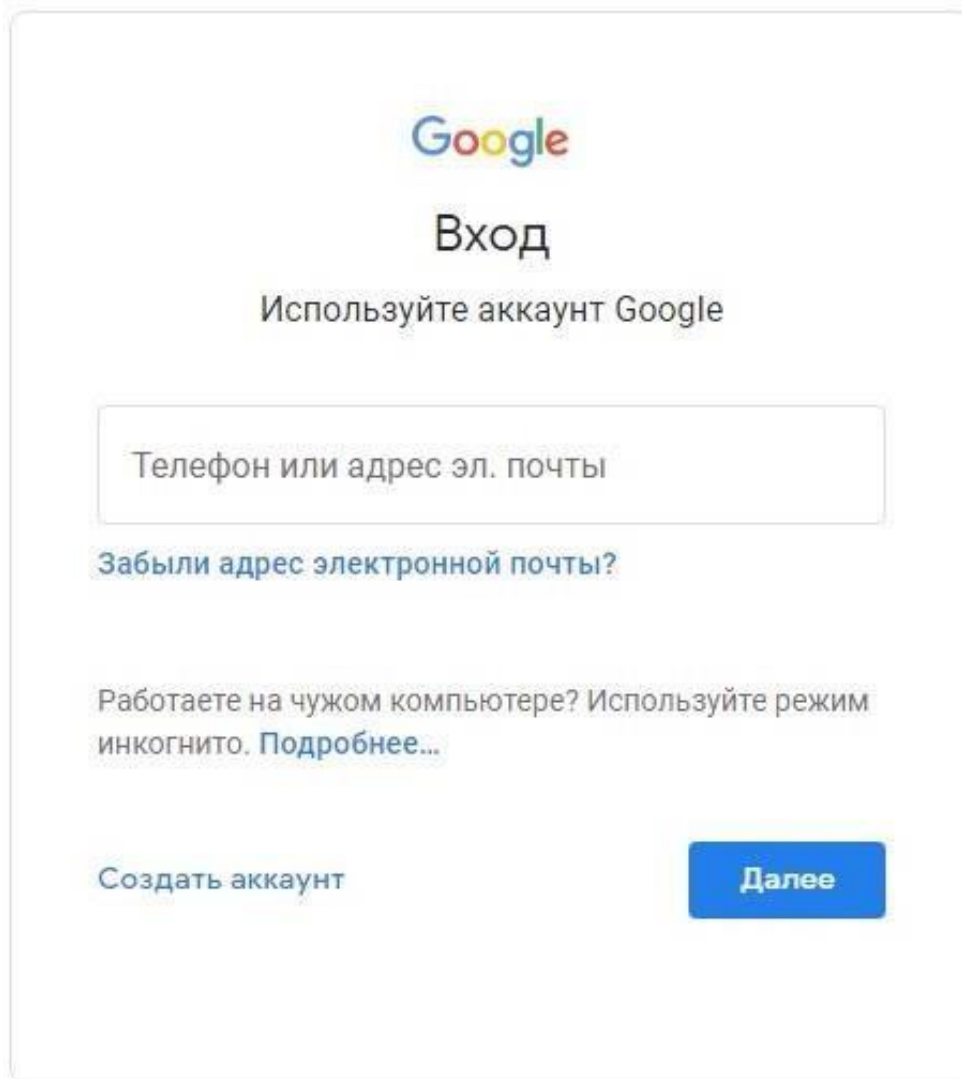 Google
Вход
Используйте аккаунт Google
Телефон или адрес эл. почты
Забыли адрес электронной почты?
Работаете на чужом компьютере? Используйте режим
инкогнито. Подробнее...
Создать аккаунт
Далее